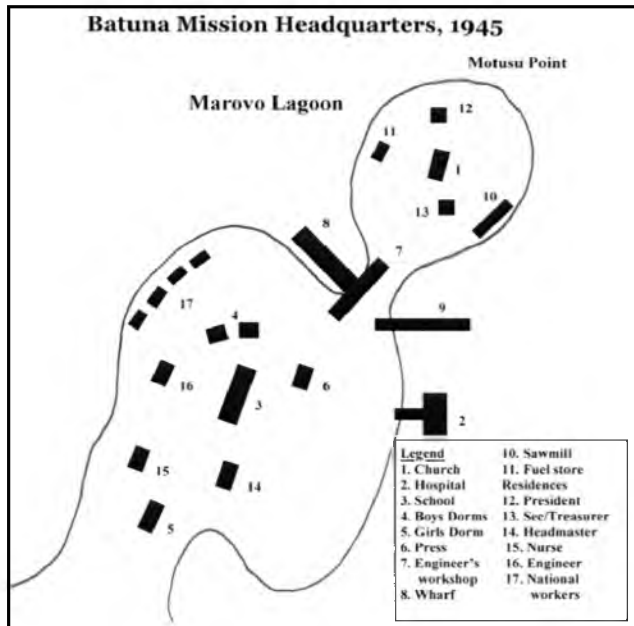 Batuna Mission Headquarters, 1945
Motusu Point
Marovo Lagoon
12
11
1
10
13
8
7
9
17
4
16
6
3
2
15
14
5
Legend
1. Church
2. Hospital
3. School
4. Boys Dorms
5. Girls Dorm
6. Press
7. Engineer's
workshop
8. Wharf
10. Sawmill
11. Fuel store
Residences
12. President
13. Sec/Treasurer
14. Headmaster
15. Nurse
16. Engineer
17. National
workers